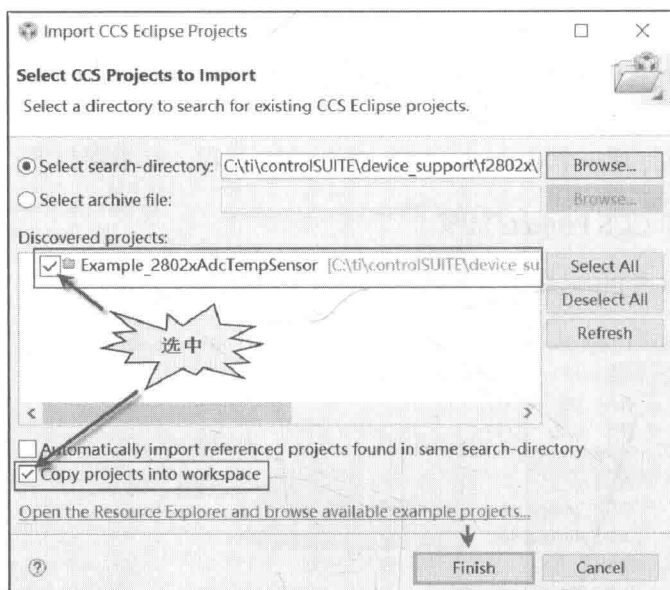 Import CCS Eclipse Projects
Select CCS Projects to Import
Select a directory to search for existing CCS Eclipse projects.
Select search-directory: C:\ti\controlSUITE\device_support\f2802x\ Browse...
Select archive file: Browse...
Discovered projects:
Example_2802xAdcTempSensor [C:\ti\controlSUITE\device_su
Select All
Deselect All
选中
Refresh
Automatically import referenced projects found in same search-directory
Copy projects into workspace
Open the Resource Explorer and browse available example projects...
Finish Cancel